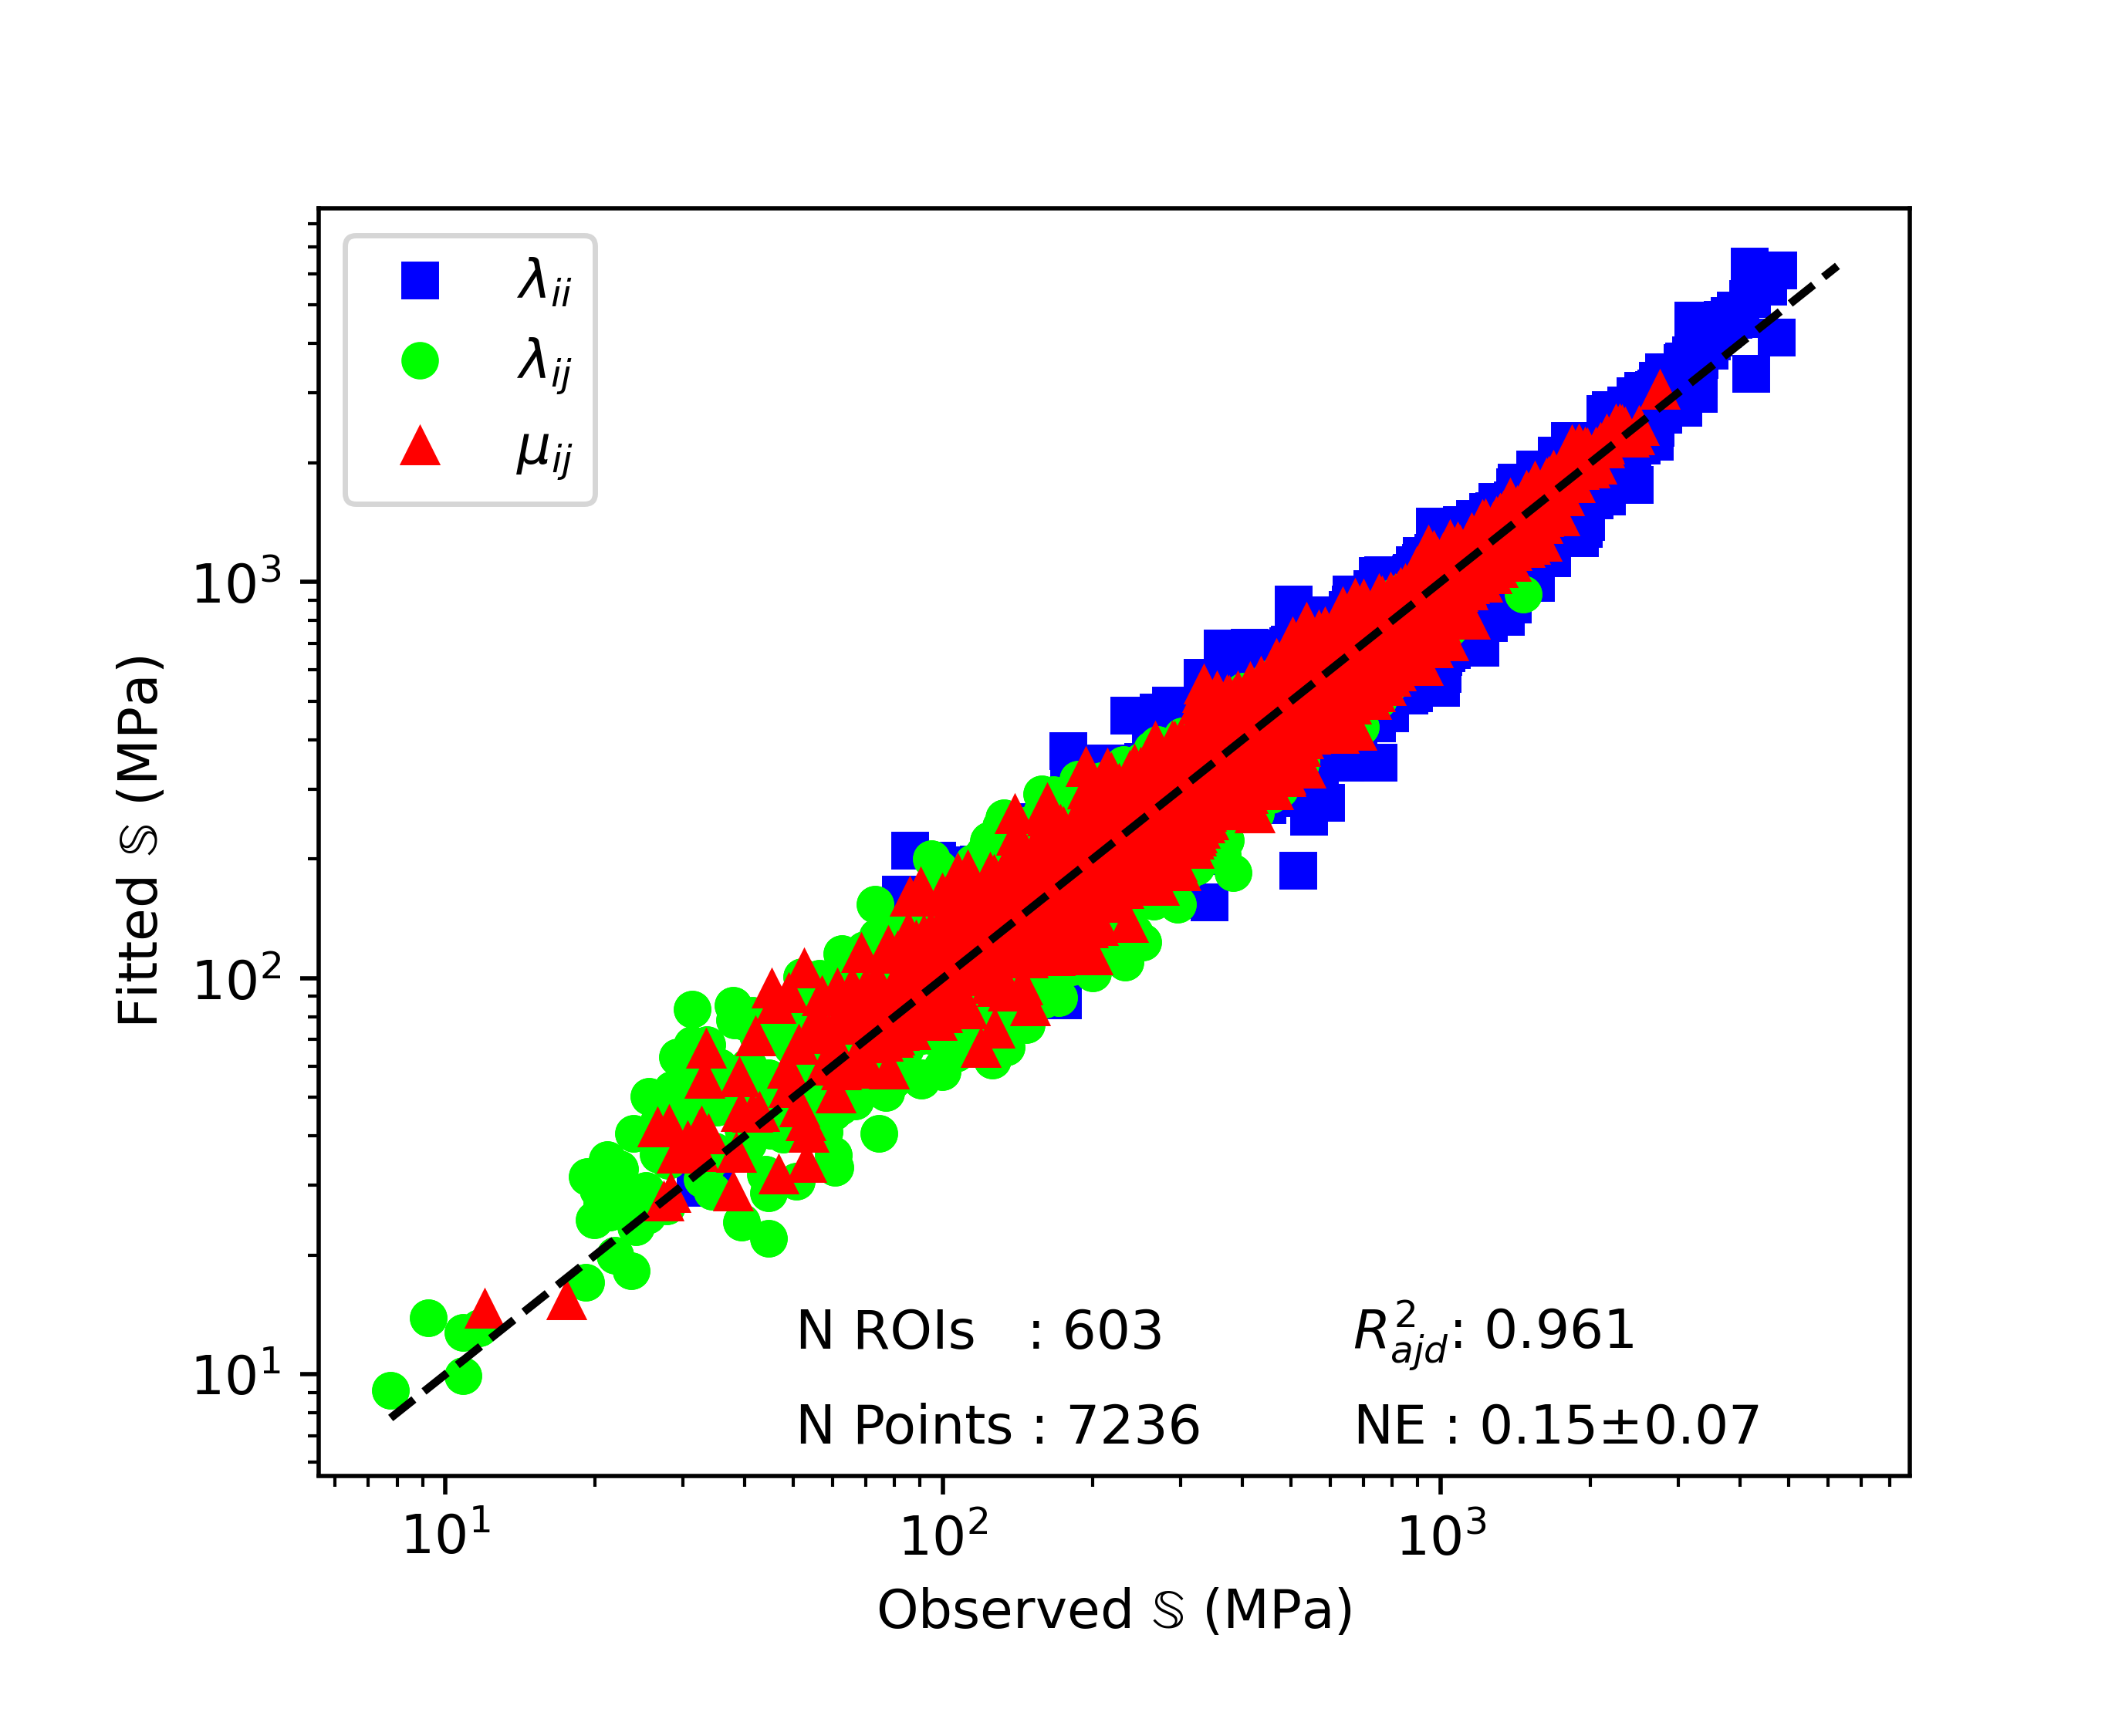 λii
λij
μij
10³
10²
10¹
Fitted 𝕊 (MPa)
N ROIs : 603
R²ajd: 0.961
N Points : 7236
NE : 0.15±0.07
10¹
10²
10³
Observed 𝕊 (MPa)